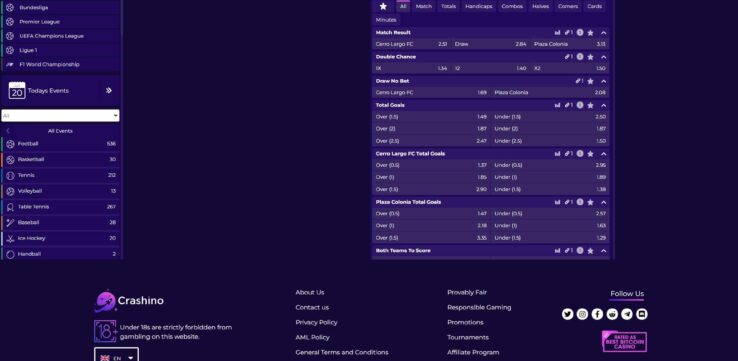 Bundesliga
Premier League
UEFA Champions League
Ligue 1
F1 World Championship
20
Todays Events
All
All Events
Football 536
Basketball 30
Tennis 212
Volleyball 13
Table Tennis 267
Baseball 28
Ice Hockey 20
Handball 2
All Match Totals Handicaps Combos Halves Corners Cards
Minutes
Match Result 1
Cerro Largo FC 2.51 Draw 2.84 Plaza Colonia 3.13
Double Chance 1
1X 1.34 12 1.40 X2 1.50
Draw No Bet 1
Cerro Largo FC 1.69 Plaza Colonia 2.08
Total Goals 1
Over (1.5) 1.49 Under (1.5) 2.50
Over (2) 1.87 Under (2) 1.87
Over (2.5) 2.47 Under (2.5) 1.50
Cerro Largo FC Total Goals 1
Over (0.5) 1.37 Under (0.5) 2.95
Over (1) 1.85 Under (1) 1.89
Over (1.5) 2.90 Under (1.5) 1.38
Plaza Colonia Total Goals 1
Over (0.5) 1.47 Under (0.5) 2.57
Over (1) 2.18 Under (1) 1.63
Over (1.5) 3.35 Under (1.5) 1.29
Both Teams To Score 1
Crashino
18+
Under 18s are strictly forbidden from
gambling on this website.
EN
About Us
Contact us
Privacy Policy
AML Policy
General Terms and Conditions
Provably Fair
Responsible Gaming
Promotions
Tournaments
Affiliate Program
Follow Us
RATED AS
BEST BITCOIN
CASINO